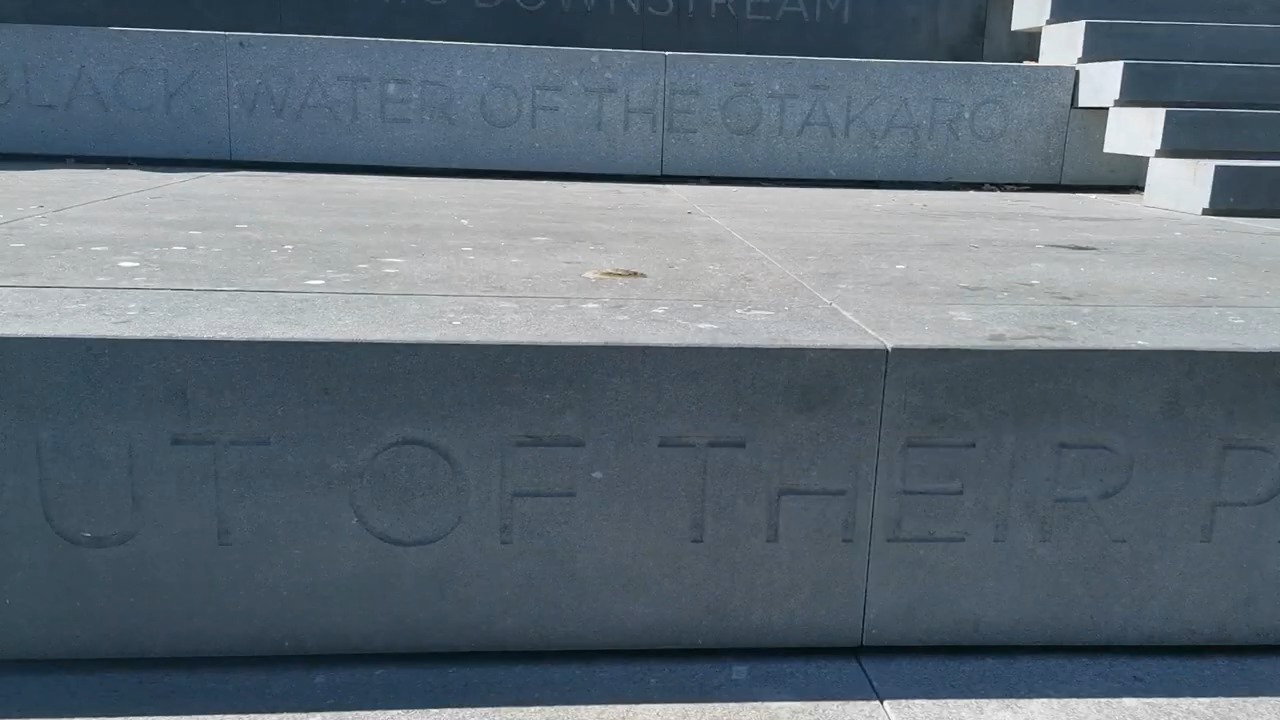 DOWNSTREAM
BLACK WATER OF THE ŌTĀKARO
UT OF THEIR P